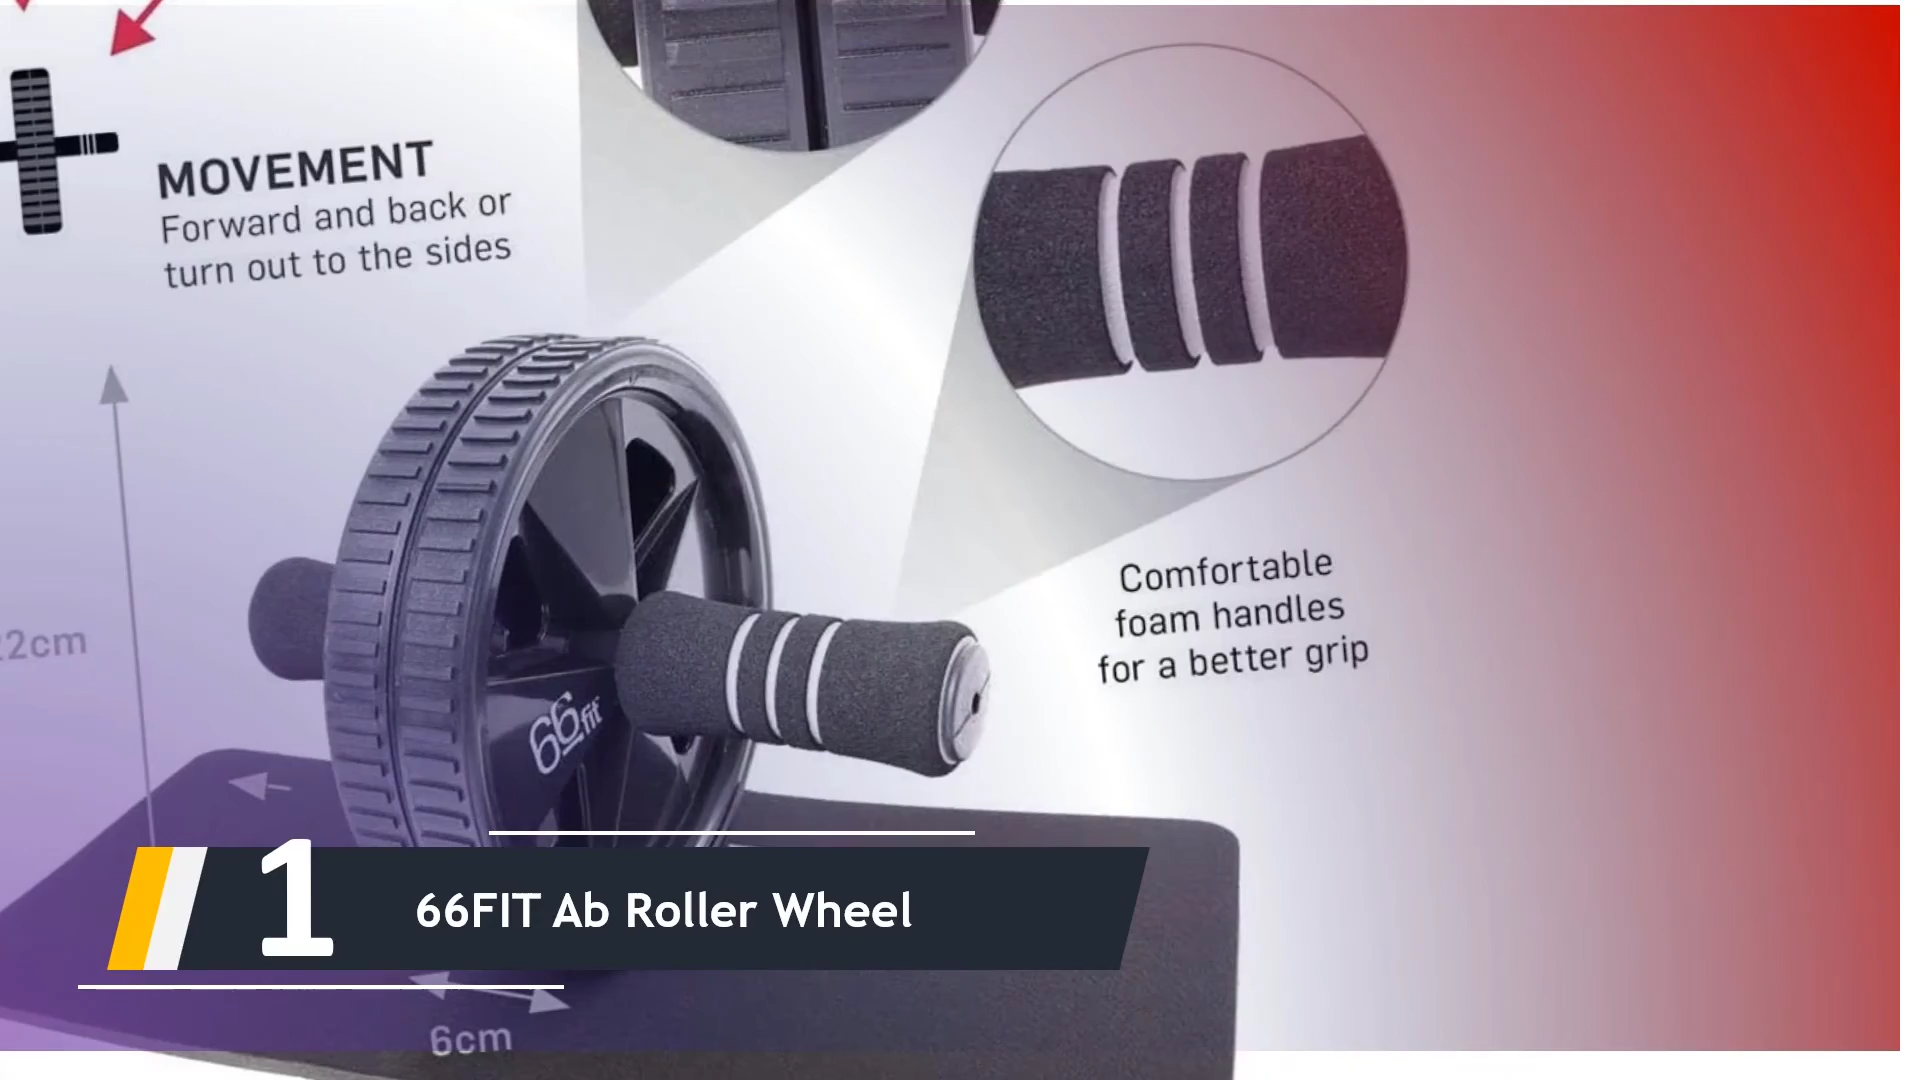 MOVEMENT
Forward and back or
turn out to the sides
Comfortable
foam handles
for a better grip
66fit
1
66FIT Ab Roller Wheel
6cm